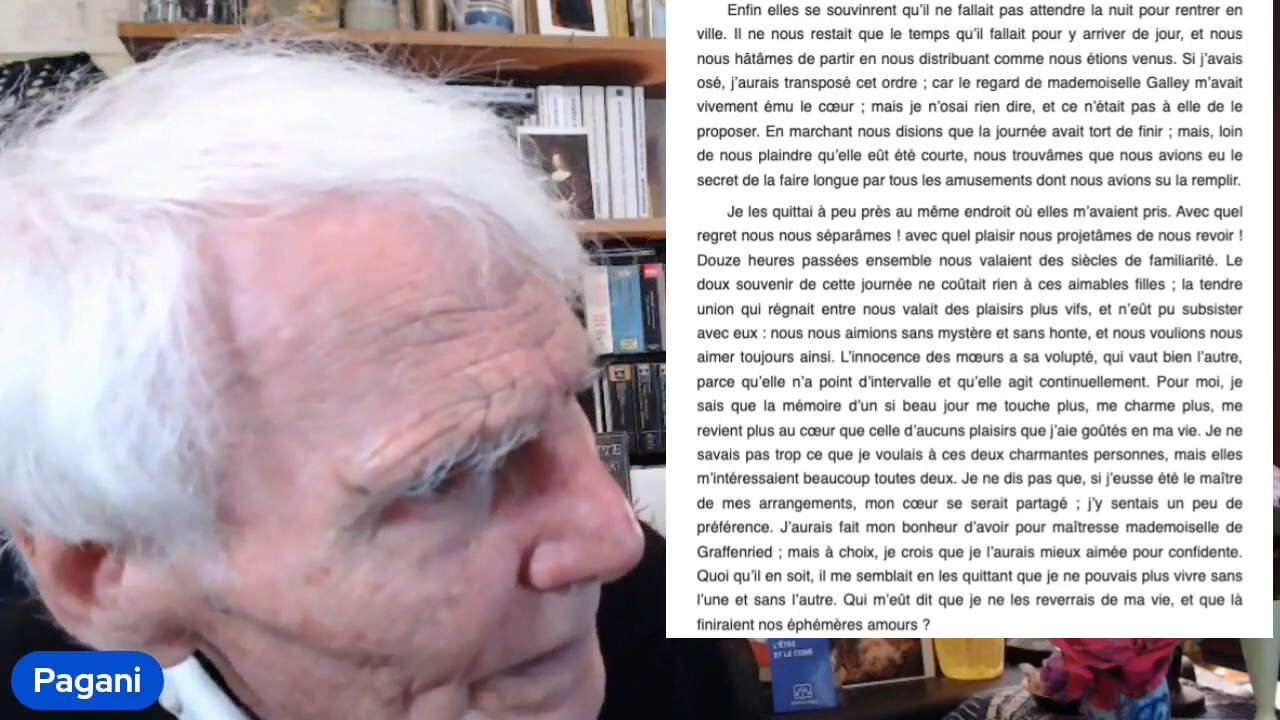 Enfin elles se souvinrent qu’il ne fallait pas attendre la nuit pour rentrer en
ville. Il ne nous restait que le temps qu’il fallait pour y arriver de jour, et nous
nous hâtâmes de partir en nous distribuant comme nous étions venus. Si j’avais
osé, j’aurais transposé cet ordre ; car le regard de mademoiselle Galley m’avait
vivement ému le cœur ; mais je n’osai rien dire, et ce n’était pas à elle de le
proposer. En marchant nous disions que la journée avait tort de finir ; mais, loin
de nous plaindre qu’elle eût été courte, nous trouvâmes que nous avions eu le
secret de la faire longue par tous les amusements dont nous avions su la remplir.
Je les quittai à peu près au même endroit où elles m’avaient pris. Avec quel
regret nous nous séparâmes ! avec quel plaisir nous projetâmes de nous revoir !
Douze heures passées ensemble nous valaient des siècles de familiarité. Le
doux souvenir de cette journée ne coûtait rien à ces aimables filles ; la tendre
union qui régnait entre nous valait des plaisirs plus vifs, et n’eût pu subsister
avec eux : nous nous aimions sans mystère et sans honte, et nous voulions nous
aimer toujours ainsi. L’innocence des mœurs a sa volupté, qui vaut bien l’autre,
parce qu’elle n’a point d’intervalle et qu’elle agit continuellement. Pour moi, je
sais que la mémoire d’un si beau jour me touche plus, me charme plus, me
revient plus au cœur que celle d’aucuns plaisirs que j’aie goûtés en ma vie. Je ne
savais pas trop ce que je voulais à ces deux charmantes personnes, mais elles
m’intéressaient beaucoup toutes deux. Je ne dis pas que, si j’eusse été le maître
de mes arrangements, mon cœur se serait partagé ; j’y sentais un peu de
préférence. J’aurais fait mon bonheur d’avoir pour maîtresse mademoiselle de
Graffenried ; mais à choix, je crois que je l’aurais mieux aimée pour confidente.
Quoi qu’il en soit, il me semblait en les quittant que je ne pouvais plus vivre sans
l’une et sans l’autre. Qui m’eût dit que je ne les reverrais de ma vie, et que là
finiraient nos éphémères amours ?
L'ÊTRE
ET LE CODE
Pagani